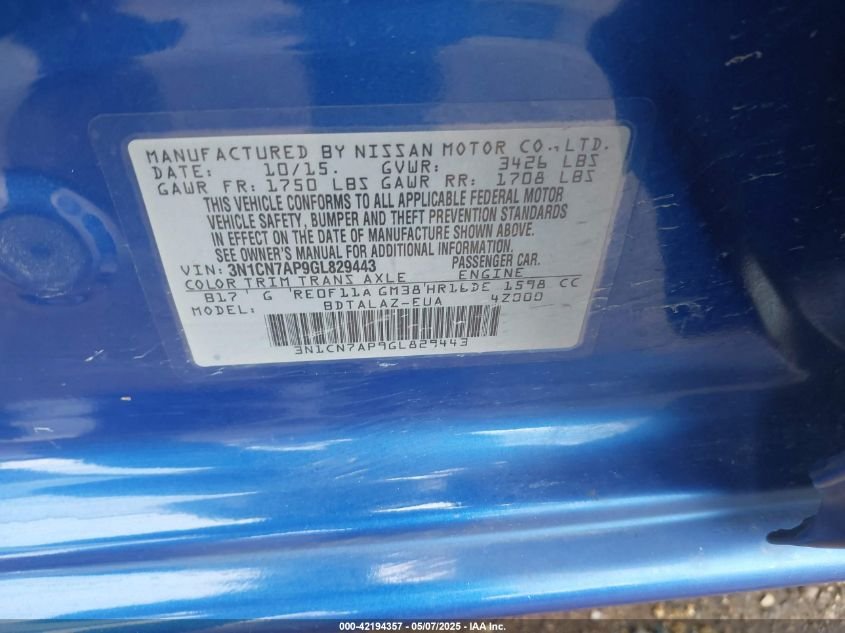 MANUFACTURED BY NISSAN MOTOR CO., LTD.
DATE: 10/15. GVWR: 3426 LBS
GAWR FR: 1750 LBS GAWR RR: 1708 LBS
THIS VEHICLE CONFORMS TO ALL APPLICABLE FEDERAL MOTOR
VEHICLE SAFETY, BUMPER AND THEFT PREVENTION STANDARDS
IN EFFECT ON THE DATE OF MANUFACTURE SHOWN ABOVE.
SEE OWNER'S MANUAL FOR ADDITIONAL INFORMATION.
VIN: 3N1CN7AP9GL829443 PASSENGER CAR.
COLOR TRIM TRANS AXLE ENGINE
B17 G RE0F11A GM38 HR16DE 1598 CC
MODEL: BDTALAZ-EUA 4Z000
3N1CN7AP9GL829443
000-42194357 - 05/07/2025 - IAA Inc.